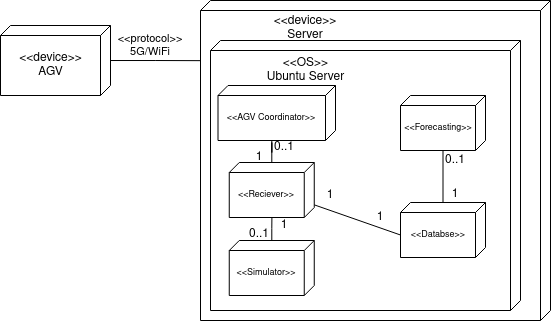 <<device>>
Server
<<protocol>>
5G/WiFi
<<device>>
AGV
<<OS>>
Ubuntu Server
<<AGV Coordinator>>
<<Forecasting>>
0..1
0..1
1
<<Reciever>>
1
1
1
1
<<Databse>>
0..1
<<Simulator>>